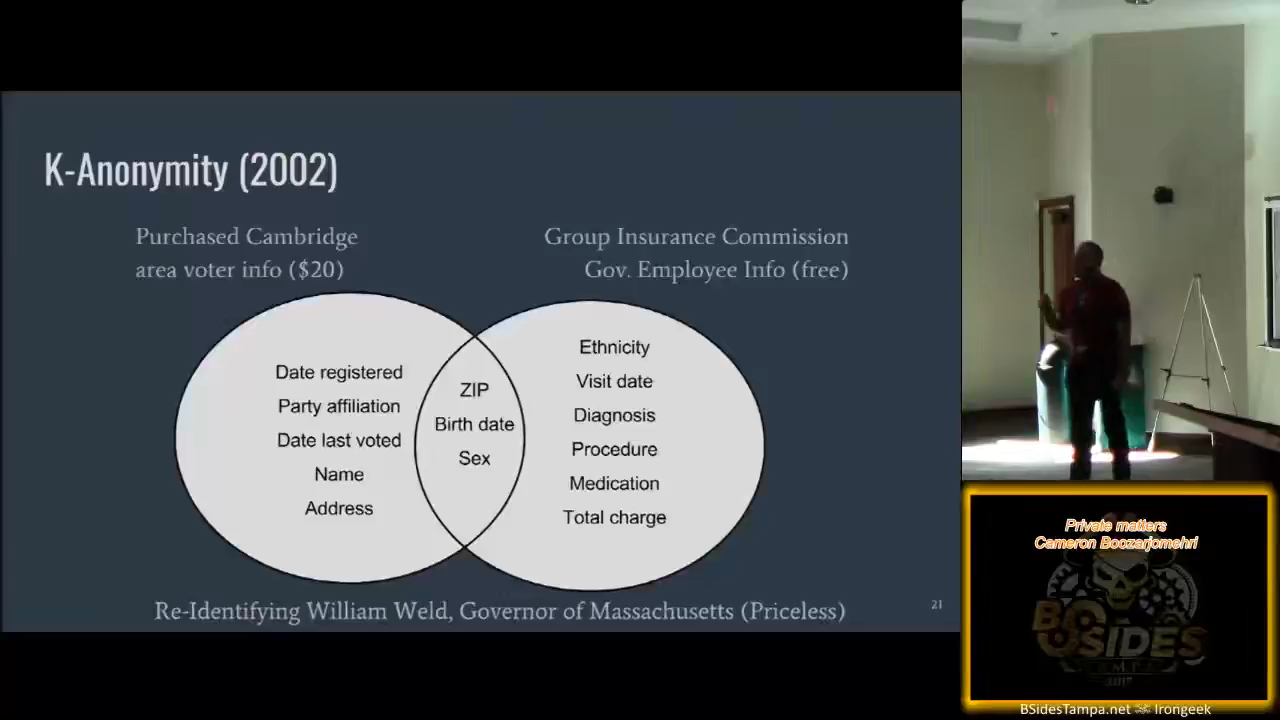 K-Anonymity (2002)
Purchased Cambridge
area voter info ($20)
Group Insurance Commission
Gov. Employee Info (free)
Date registered
Party affiliation
Date last voted
Name
Address
ZIP
Birth date
Sex
Ethnicity
Visit date
Diagnosis
Procedure
Medication
Total charge
Re-Identifying William Weld, Governor of Massachusetts (Priceless)
21
Private matters
Cameron Boozarjomehri
BSIDES
TAMPA
BSidesTampa.net
Irongeek